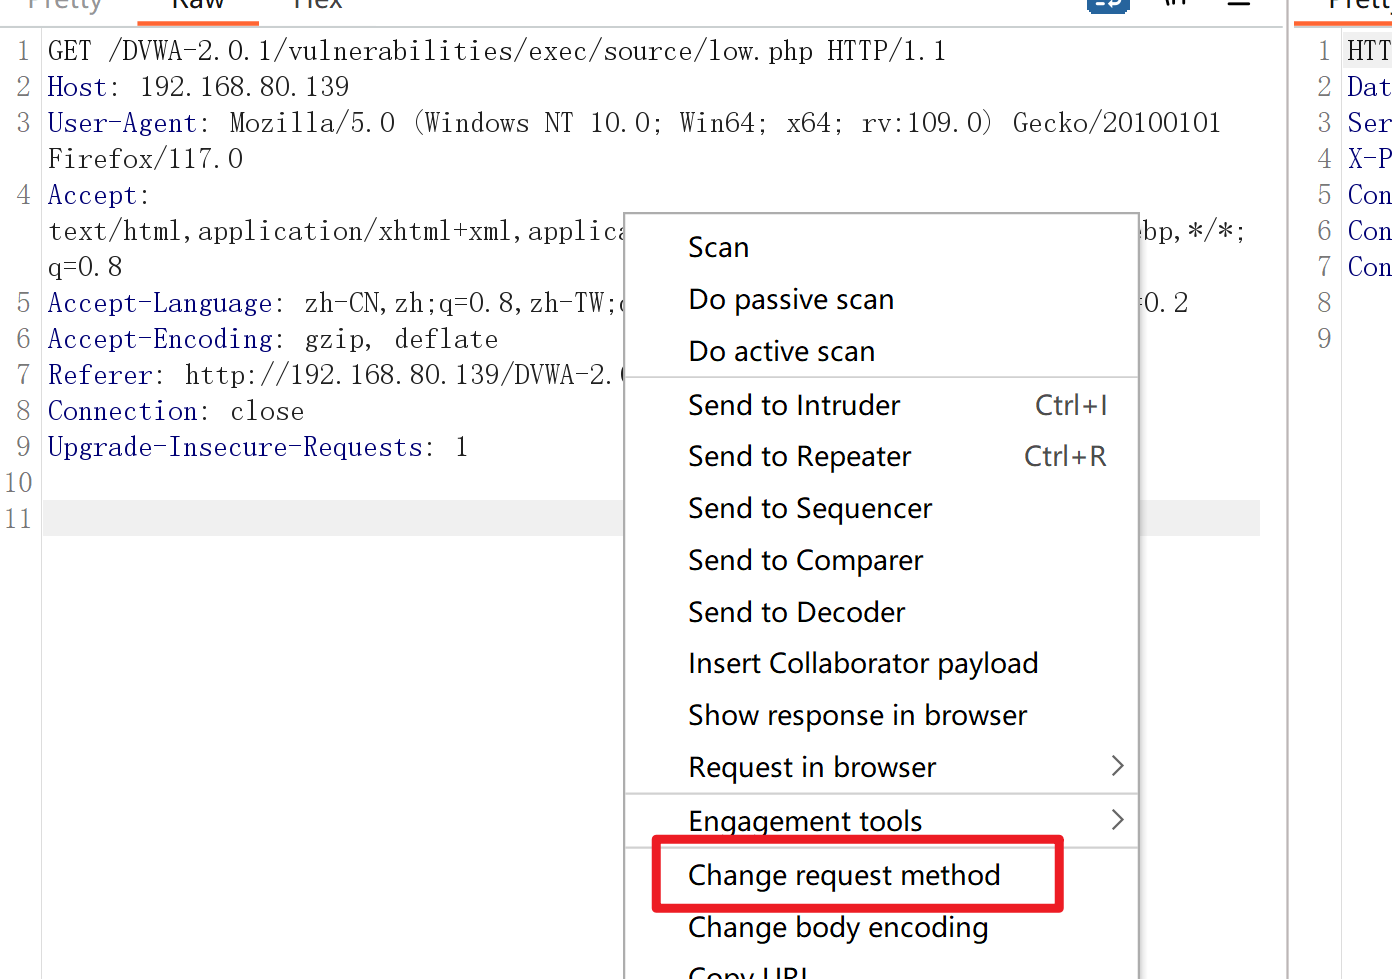 Pretty Raw Hex
1 GET /DVWA-2.0.1/vulnerabilities/exec/source/low.php HTTP/1.1
2 Host: 192.168.80.139
3 User-Agent: Mozilla/5.0 (Windows NT 10.0; Win64; x64; rv:109.0) Gecko/20100101
Firefox/117.0
4 Accept:
text/html,application/xhtml+xml,applic
ebp,*/*;
q=0.8
5 Accept-Language: zh-CN,zh;q=0.8,zh-TW;
=0.2
6 Accept-Encoding: gzip, deflate
7 Referer: http://192.168.80.139/DVWA-2.
8 Connection: close
9 Upgrade-Insecure-Requests: 1
10
11
Scan
Do passive scan
Do active scan
Send to Intruder Ctrl+I
Send to Repeater Ctrl+R
Send to Sequencer
Send to Comparer
Send to Decoder
Insert Collaborator payload
Show response in browser
Request in browser
Engagement tools
Change request method
Change body encoding
Copy URL
Pretty
1 HTT
2 Dat
3 Ser
4 X-P
5 Con
6 Con
7 Con
8
9